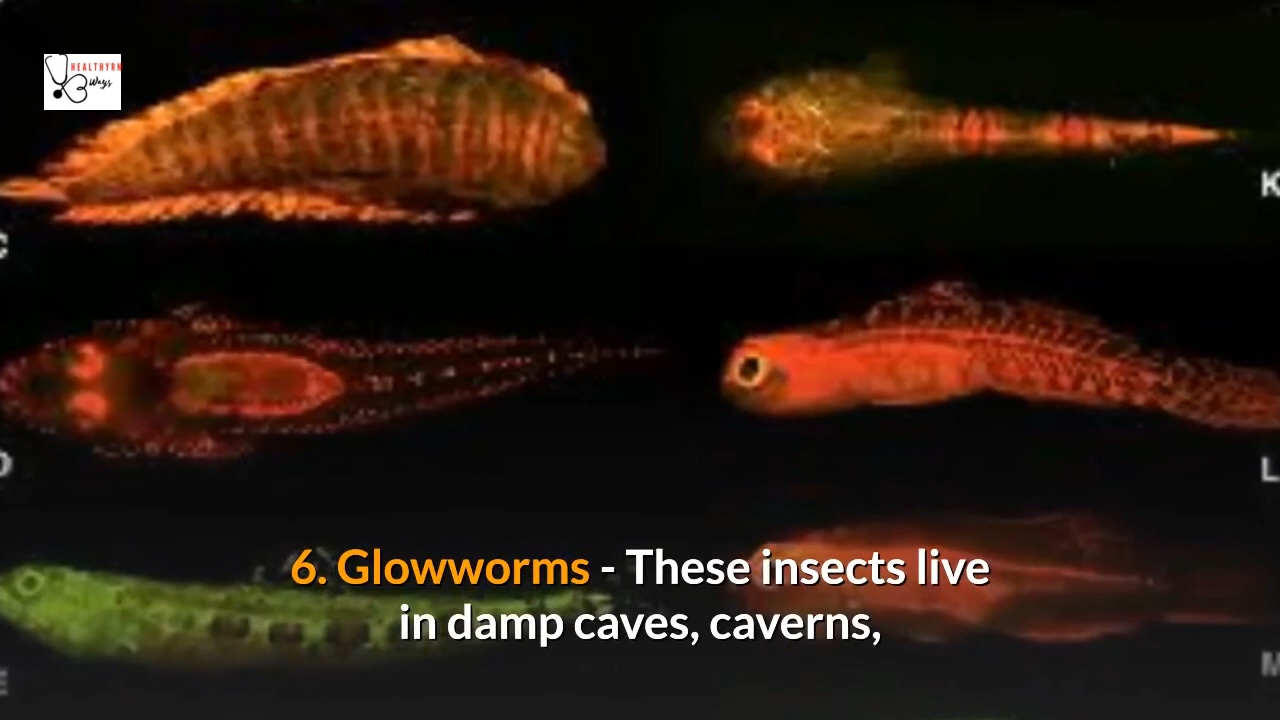 HEALTHYRN
Ways
C
K
D
L
6. Glowworms - These insects live
in damp caves, caverns,
E
M